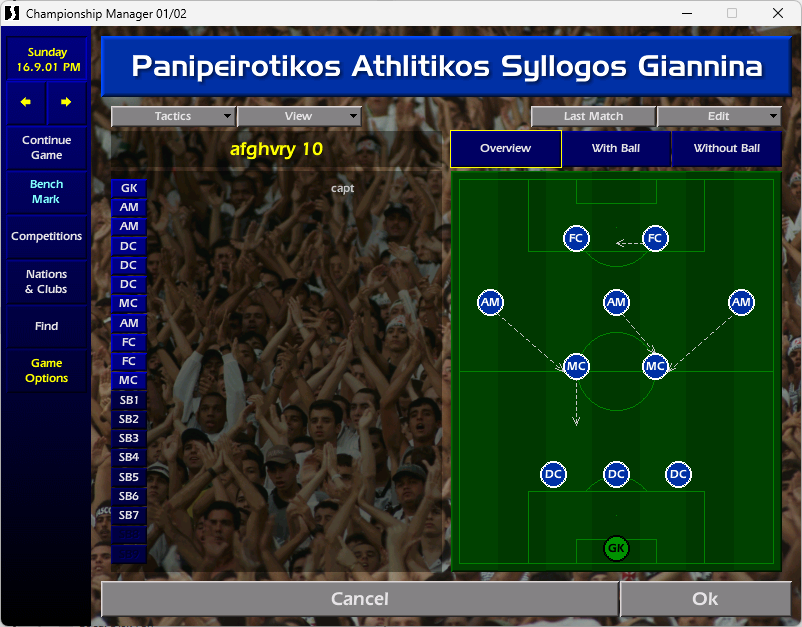 Championship Manager 01/02
Sunday
16.9.01 PM
Panipeirotikos Athlitikos Syllogos Giannina
Tactics
View
Last Match
Edit
Continue
Game
Bench
Mark
Competitions
Nations
& Clubs
Find
Game
Options
afghvry 10
Overview
With Ball
Without Ball
GK
capt
AM
AM
DC
DC
DC
MC
AM
FC
FC
MC
SB1
SB2
SB3
SB4
SB5
SB6
SB7
FC
FC
AM
AM
AM
MC
MC
DC
DC
DC
GK
Cancel
Ok